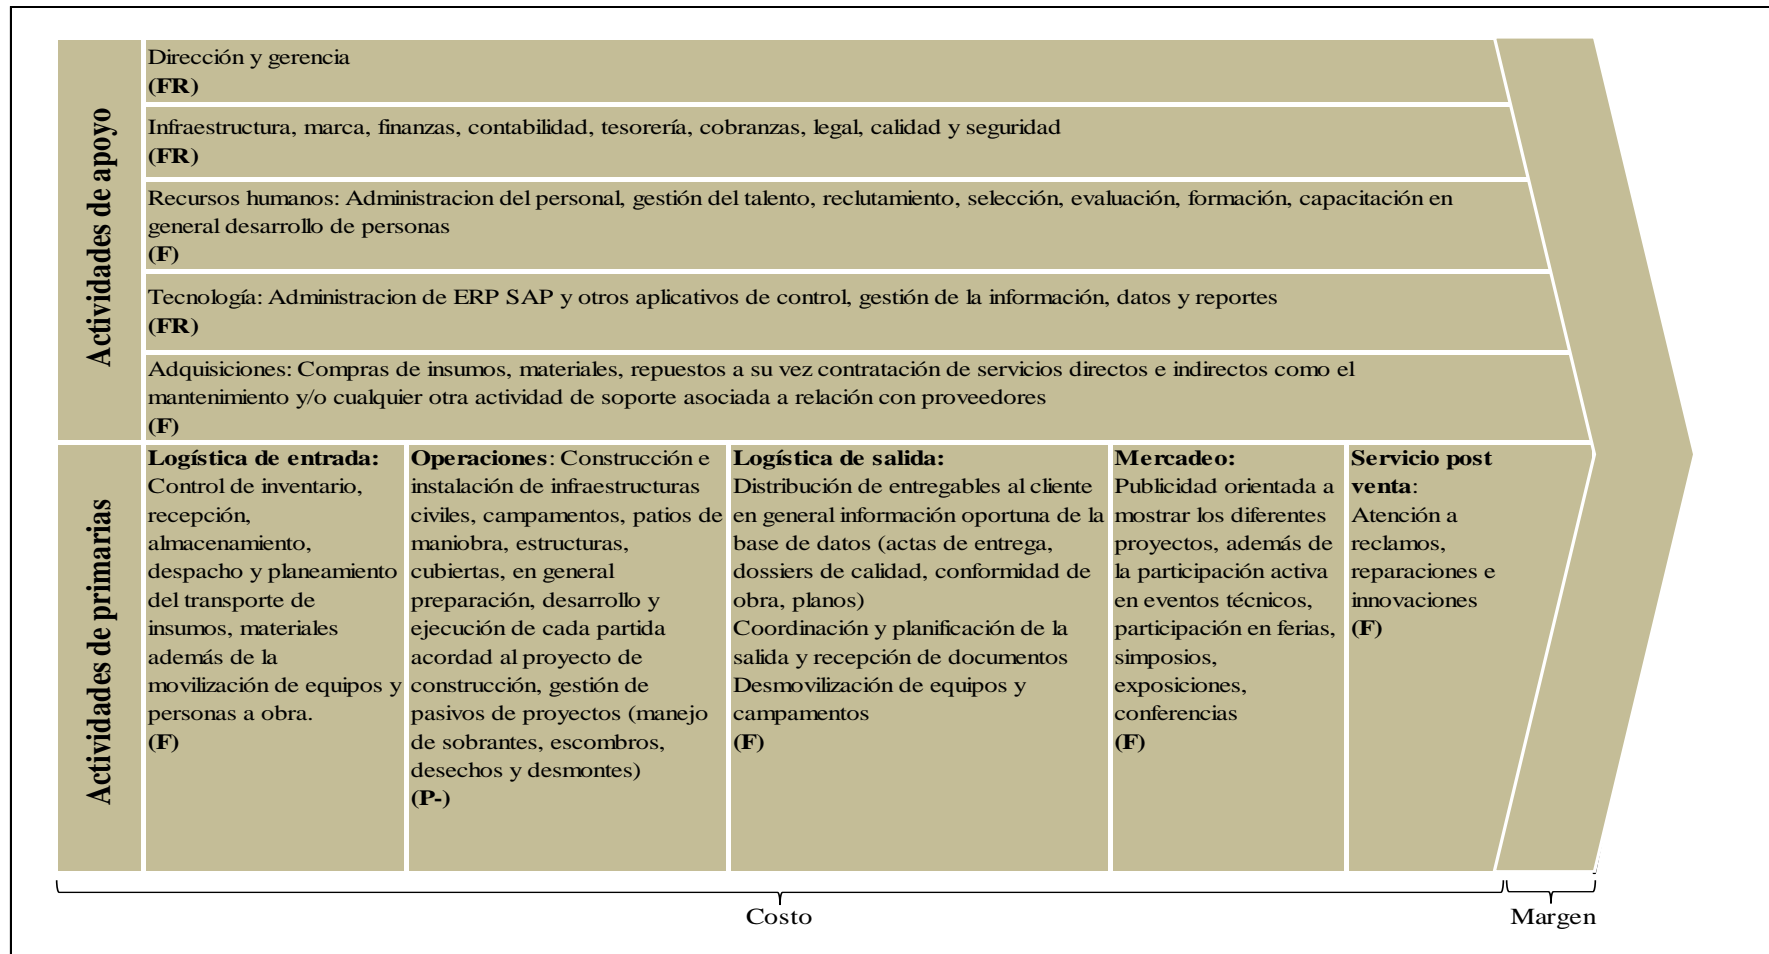 Actividades de apoyo
Dirección y gerencia
(FR)
Infraestructura, marca, finanzas, contabilidad, tesorería, cobranzas, legal, calidad y seguridad
(FR)
Recursos humanos: Administracion del personal, gestión del talento, reclutamiento, selección, evaluación, formación, capacitación en
general desarrollo de personas
(F)
Tecnología: Administracion de ERP SAP y otros aplicativos de control, gestión de la información, datos y reportes
(FR)
Adquisiciones: Compras de insumos, materiales, repuestos a su vez contratación de servicios directos e indirectos como el
mantenimiento y/o cualquier otra actividad de soporte asociada a relación con proveedores
(F)
Actividades de primarias
Logística de entrada:
Control de inventario,
recepción,
almacenamiento,
despacho y planeamiento
del transporte de
insumos, materiales
además de la
movilización de equipos y
personas a obra.
(F)
Operaciones: Construcción e
instalación de infraestructuras
civiles, campamentos, patios de
maniobra, estructuras,
cubiertas, en general
preparación, desarrollo y
ejecución de cada partida
acordad al proyecto de
construcción, gestión de
pasivos de proyectos (manejo
de sobrantes, escombros,
desechos y desmontes)
(P-)
Logística de salida:
Distribución de entregables al cliente
en general información oportuna de la
base de datos (actas de entrega,
dossiers de calidad, conformidad de
obra, planos)
Coordinación y planificación de la
salida y recepción de documentos
Desmovilización de equipos y
campamentos
(F)
Mercadeo:
Publicidad orientada a
mostrar los diferentes
proyectos, además de
la participación activa
en eventos técnicos,
participación en ferias,
simposios,
exposiciones,
conferencias
(F)
Servicio post
venta:
Atención a
reclamos,
reparaciones e
innovaciones
(F)
Costo
Margen